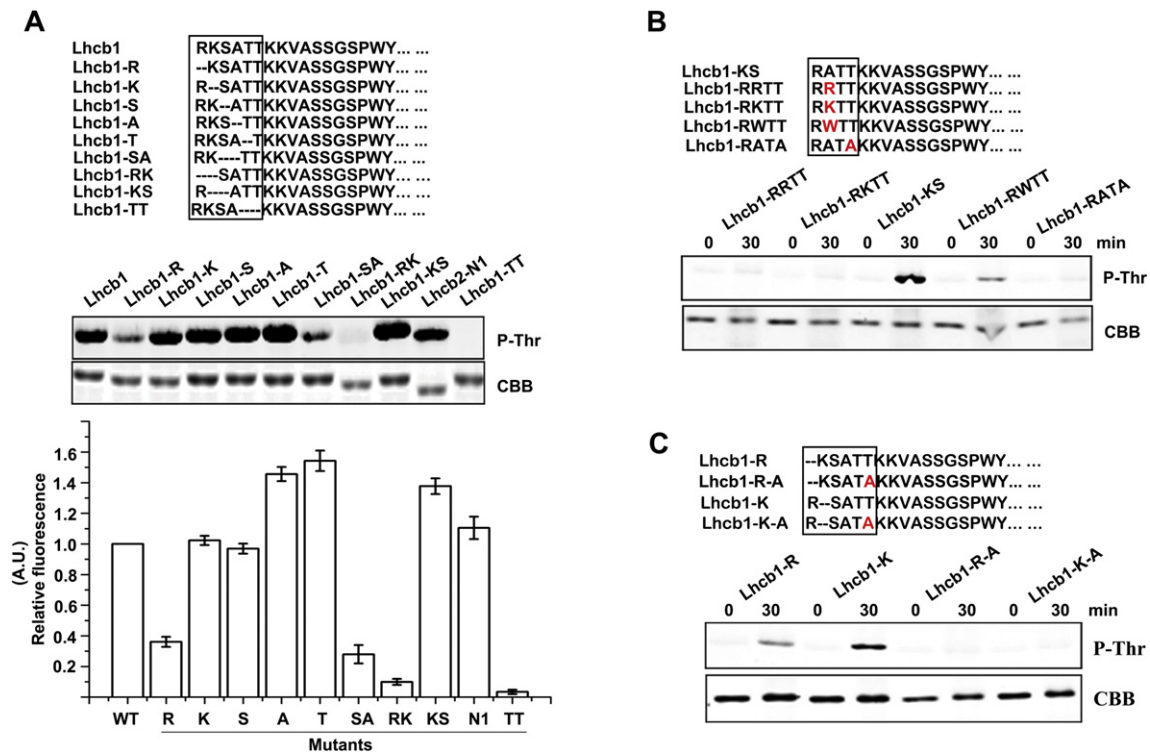 A
Lhcb1 RKSATTKKVASSGSPWY... ...
Lhcb1-R --KSATTKKVASSGSPWY... ...
Lhcb1-K R--SATTKKVASSGSPWY... ...
Lhcb1-S RK--ATTKKVASSGSPWY... ...
Lhcb1-A RKS--TTKKVASSGSPWY... ...
Lhcb1-T RKSA--TKKVASSGSPWY... ...
Lhcb1-SA RK----TTKKVASSGSPWY... ...
Lhcb1-RK ----SATTKKVASSGSPWY... ...
Lhcb1-KS R----ATTKKVASSGSPWY... ...
Lhcb1-TT RKSA----KKVASSGSPWY... ...
Lhcb1 Lhcb1-R Lhcb1-K Lhcb1-S Lhcb1-A Lhcb1-T Lhcb1-SA Lhcb1-RK Lhcb1-KS Lhcb2-N1 Lhcb1-TT
P-Thr
CBB
Relative fluorescence
(A.U.)
1.6
1.4
1.2
1.0
0.8
0.6
0.4
0.2
WT R K S A T SA RK KS N1 TT
Mutants
B
Lhcb1-KS RATTKKVASSGSPWY... ...
Lhcb1-RRTT RRTTKKVASSGSPWY... ...
Lhcb1-RKTT RKTTKKVASSGSPWY... ...
Lhcb1-RWTT RWTTKKVASSGSPWY... ...
Lhcb1-RATA RATAKKVASSGSPWY... ...
Lhcb1-RRTT Lhcb1-RKTT Lhcb1-KS Lhcb1-RWTT Lhcb1-RATA
0 30 0 30 0 30 0 30 0 30 min
P-Thr
CBB
C
Lhcb1-R --KSATTKKVASSGSPWY... ...
Lhcb1-R-A --KSATAKKVASSGSPWY... ...
Lhcb1-K R--SATTKKVASSGSPWY... ...
Lhcb1-K-A R--SATAKKVASSGSPWY... ...
Lhcb1-R Lhcb1-K Lhcb1-R-A Lhcb1-K-A
0 30 0 30 0 30 0 30 min
P-Thr
CBB